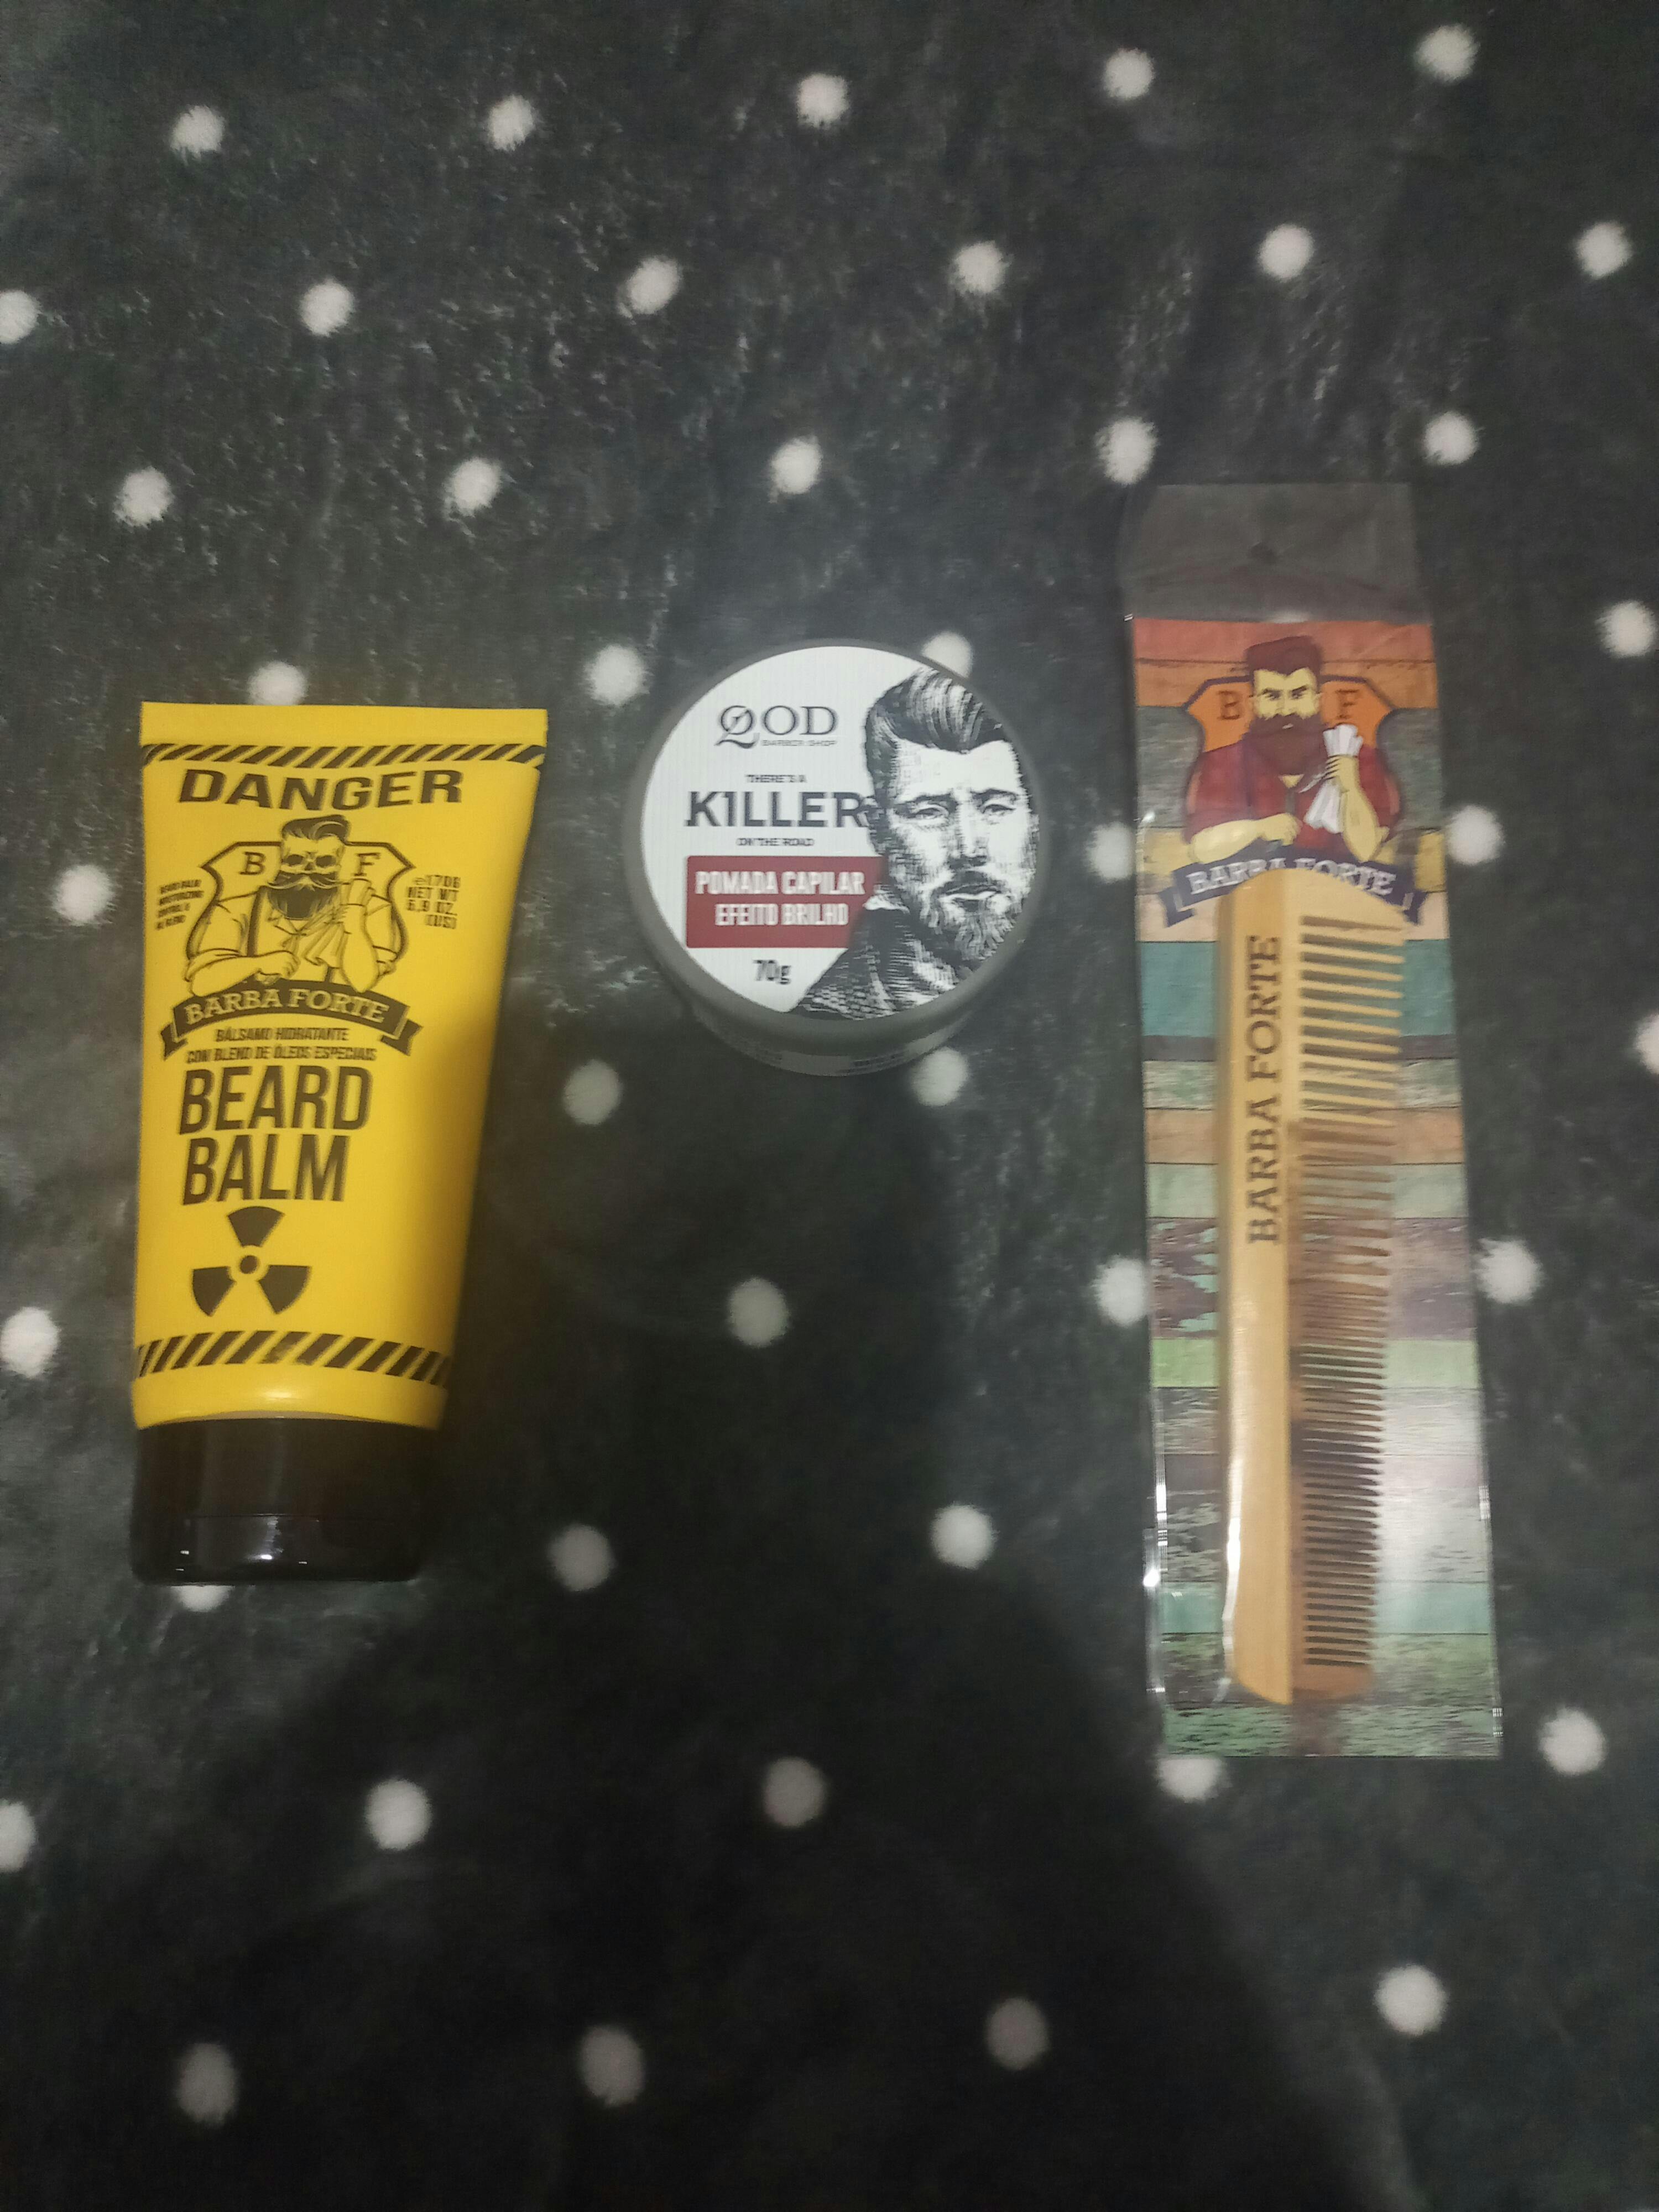 DANGER
B F
℮170G
NET WT
5,9 OZ.
(US)
BARBA FORTE
BÁLSAMO HIDRATANTE
CON BLEND DE ÓLEOS ESPECIAIS
BEARD
BALM
QOD
BARBER SHOP
THERE'S A
KILLER
ON THE ROAD
POMADA CAPILAR
EFEITO BRILHO
70g
B F
BARBA FORTE
BARBA FORTE